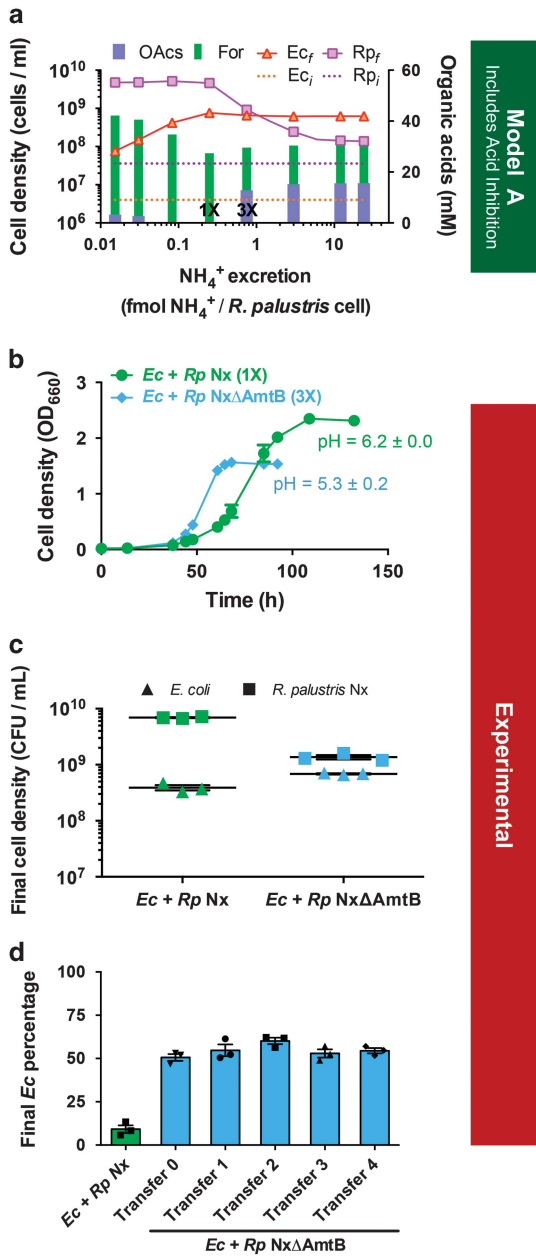 a
OAcs For Ecf Rpf
Eci Rpi
Cell density (cells / ml)
10^10
10^9
10^8
10^7
10^6
60
40
20
0
Organic acids (mM)
1X 3X
0.01 0.1 1 10
NH4+ excretion
(fmol NH4+ / R. palustris cell)
Model A
Includes Acid Inhibition
b
Ec + Rp Nx (1X)
Ec + Rp NxΔAmtB (3X)
Cell density (OD660)
3
2
1
0
pH = 6.2 ± 0.0
pH = 5.3 ± 0.2
0 50 100 150
Time (h)
c
E. coli R. palustris Nx
Final cell density (CFU / mL)
10^10
10^9
10^8
10^7
Ec + Rp Nx Ec + Rp NxΔAmtB
d
Final Ec percentage
100
75
50
25
0
Ec + Rp Nx
Transfer 0
Transfer 1
Transfer 2
Transfer 3
Transfer 4
Ec + Rp NxΔAmtB
Experimental